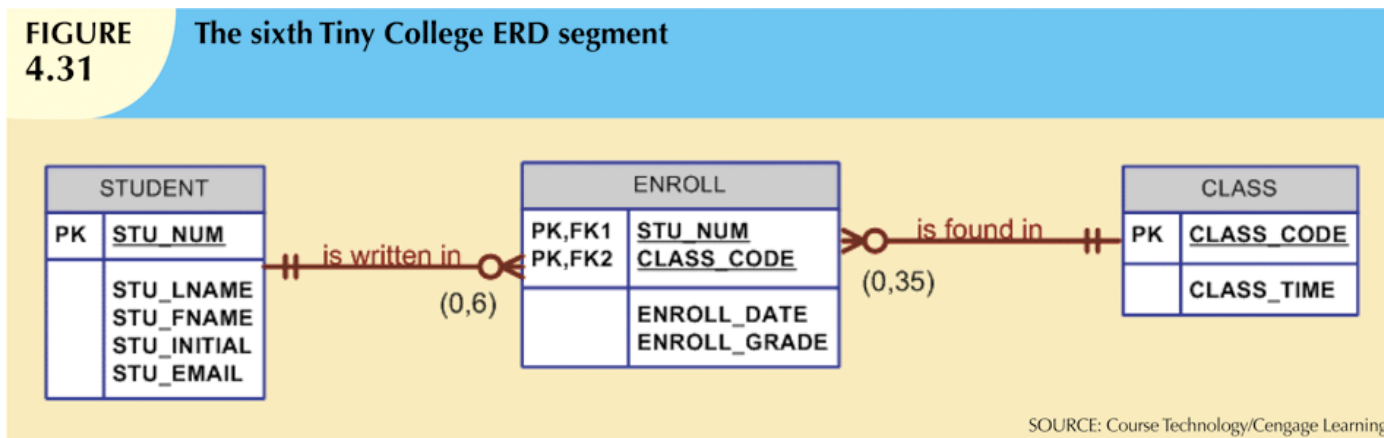 FIGURE
4.31
The sixth Tiny College ERD segment
STUDENT
PK STU_NUM
STU_LNAME
STU_FNAME
STU_INITIAL
STU_EMAIL
is written in
(0,6)
ENROLL
PK,FK1 STU_NUM
PK,FK2 CLASS_CODE
ENROLL_DATE
ENROLL_GRADE
is found in
(0,35)
CLASS
PK CLASS_CODE
CLASS_TIME
SOURCE: Course Technology/Cengage Learning